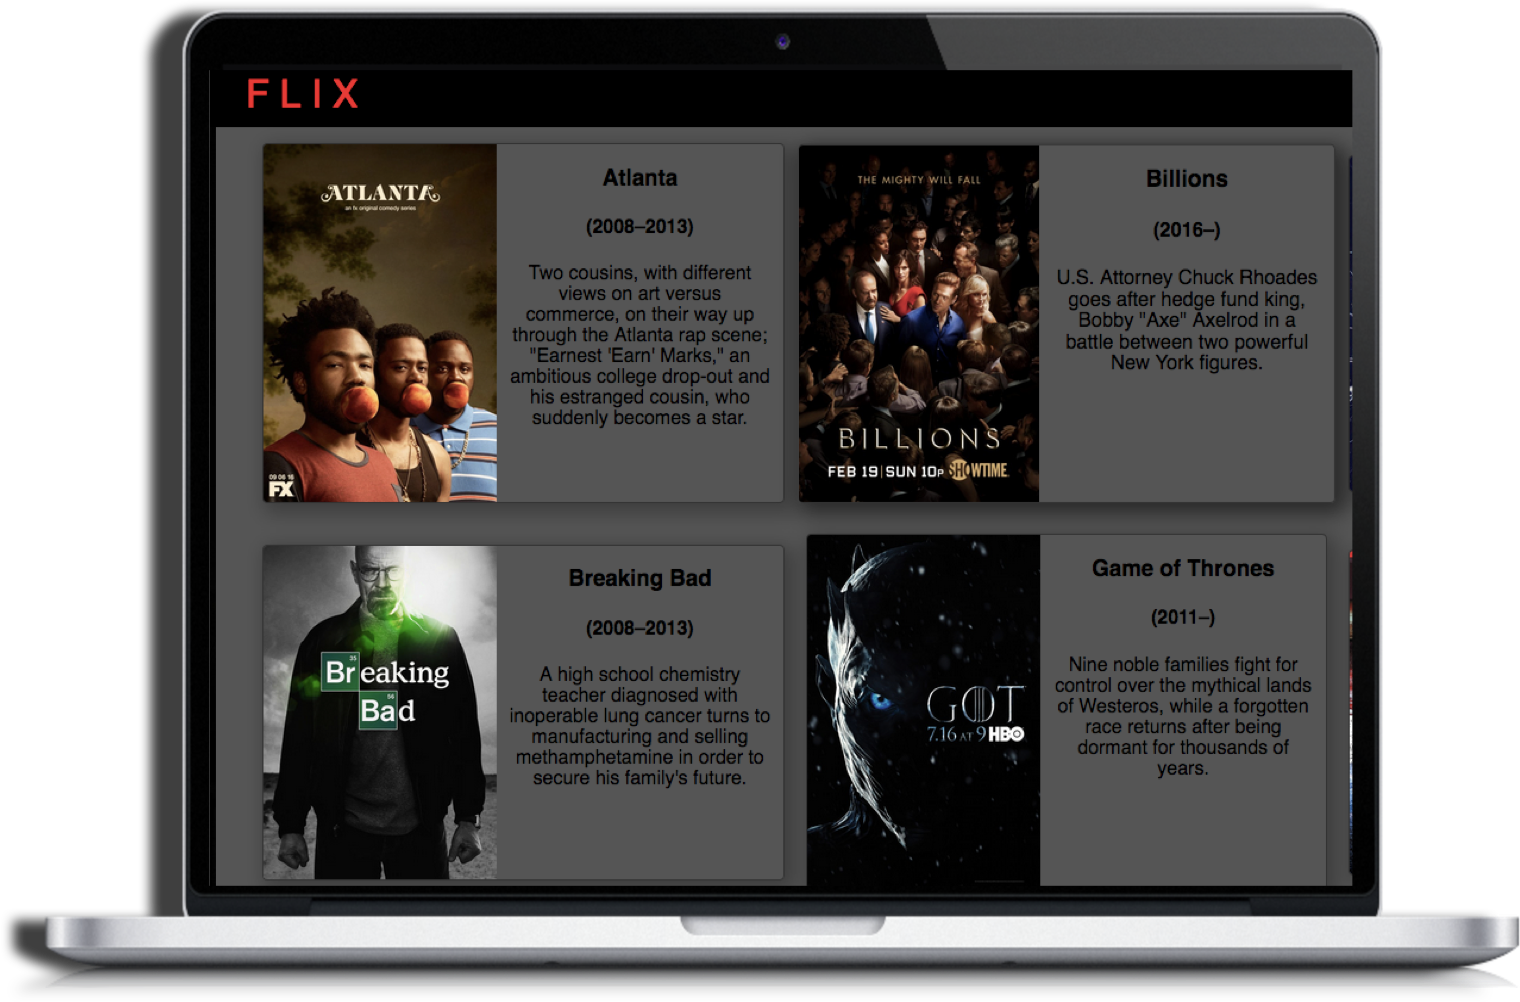 FLIX
ATLANTA
an fx original comedy series
09 06 16
FX
Atlanta
(2008–2013)
Two cousins, with different
views on art versus
commerce, on their way up
through the Atlanta rap scene;
"Earnest 'Earn' Marks," an
ambitious college drop-out and
his estranged cousin, who
suddenly becomes a star.
THE MIGHTY WILL FALL
BILLIONS
FEB 19 | SUN 10P SHOWTIME
Billions
(2016–)
U.S. Attorney Chuck Rhoades
goes after hedge fund king,
Bobby "Axe" Axelrod in a
battle between two powerful
New York figures.
35
Breaking
56
Bad
Breaking Bad
(2008–2013)
A high school chemistry
teacher diagnosed with
inoperable lung cancer turns to
manufacturing and selling
methamphetamine in order to
secure his family's future.
GOT
7.16 AT 9 HBO
Game of Thrones
(2011–)
Nine noble families fight for
control over the mythical lands
of Westeros, while a forgotten
race returns after being
dormant for thousands of
years.